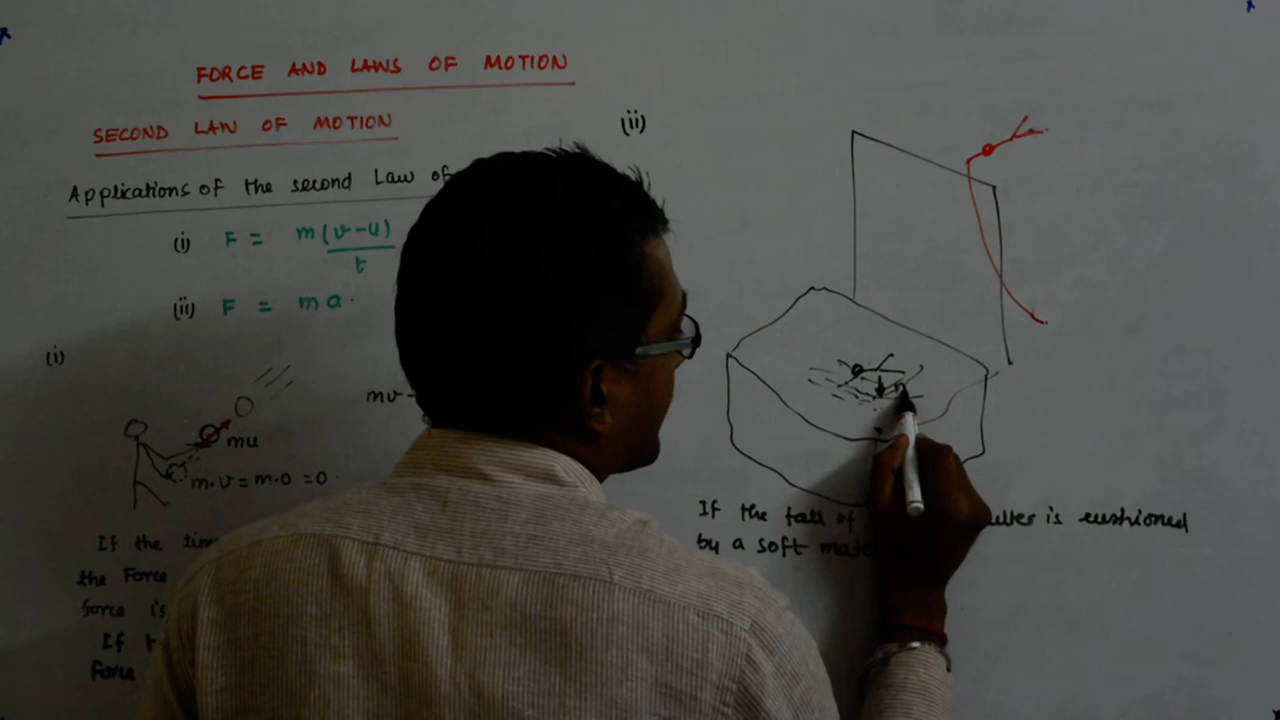 FORCE AND LAWS OF MOTION
SECOND LAW OF MOTION
Applications of the second Law of
(i) F = m(v-u)/t
(ii) F = ma.
(i)
mu
m.v = m.0 = 0.
mv -
If the tim
the Force
force is
If t
force
(ii)
If the fall of
is cushioned
by a soft mat